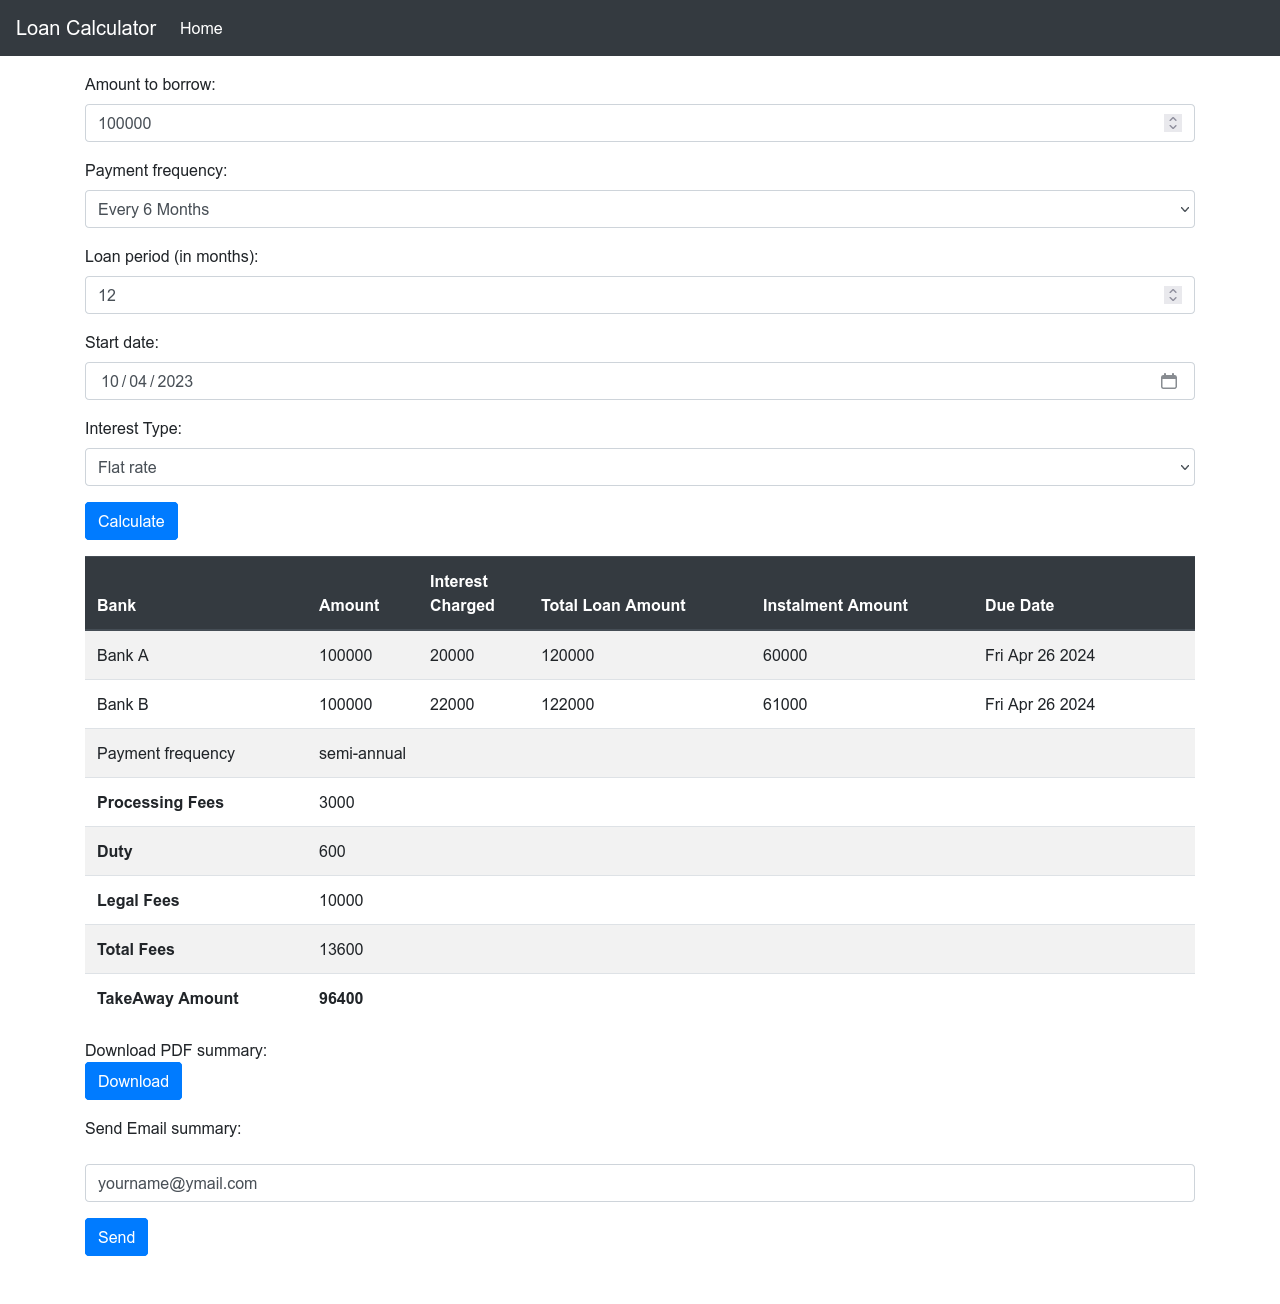 Loan Calculator Home
Amount to borrow:
100000
Payment frequency:
Every 6 Months
Loan period (in months):
12
Start date:
10/04/2023
Interest Type:
Flat rate
Calculate
Bank Amount Interest Charged Total Loan Amount Instalment Amount Due Date
Bank A 100000 20000 120000 60000 Fri Apr 26 2024
Bank B 100000 22000 122000 61000 Fri Apr 26 2024
Payment frequency semi-annual
Processing Fees 3000
Duty 600
Legal Fees 10000
Total Fees 13600
TakeAway Amount 96400
Download PDF summary:
Download
Send Email summary:
yourname@ymail.com
Send